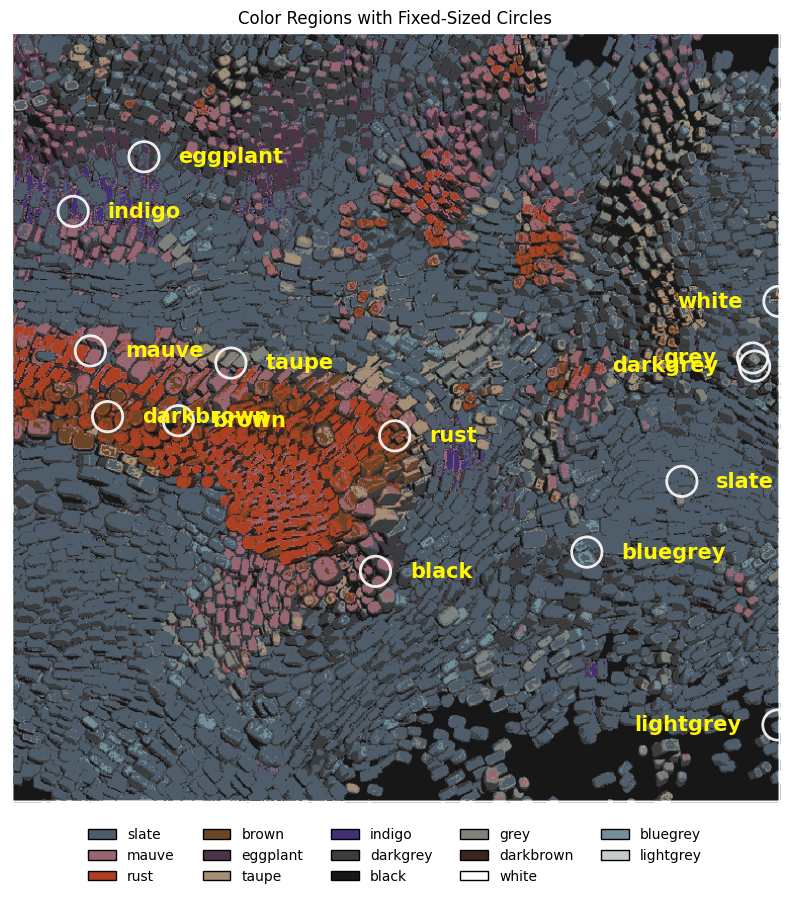 Color Regions with Fixed-Sized Circles
eggplant
indigo
white
mauve
taupe
grey
darkgrey
darkbrown
brown
rust
slate
bluegrey
black
lightgrey
slate brown indigo grey bluegrey
mauve eggplant darkgrey darkbrown lightgrey
rust taupe black white